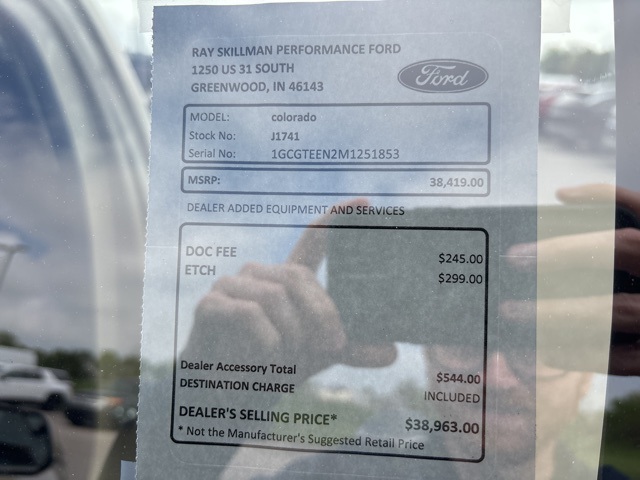 RAY SKILLMAN PERFORMANCE FORD
1250 US 31 SOUTH
GREENWOOD, IN 46143
Ford
MODEL: colorado
Stock No: J1741
Serial No: 1GCGTEEN2M1251853
MSRP: 38,419.00
DEALER ADDED EQUIPMENT AND SERVICES
DOC FEE $245.00
ETCH $299.00
Dealer Accessory Total $544.00
DESTINATION CHARGE INCLUDED
DEALER'S SELLING PRICE* $38,963.00
* Not the Manufacturer's Suggested Retail Price